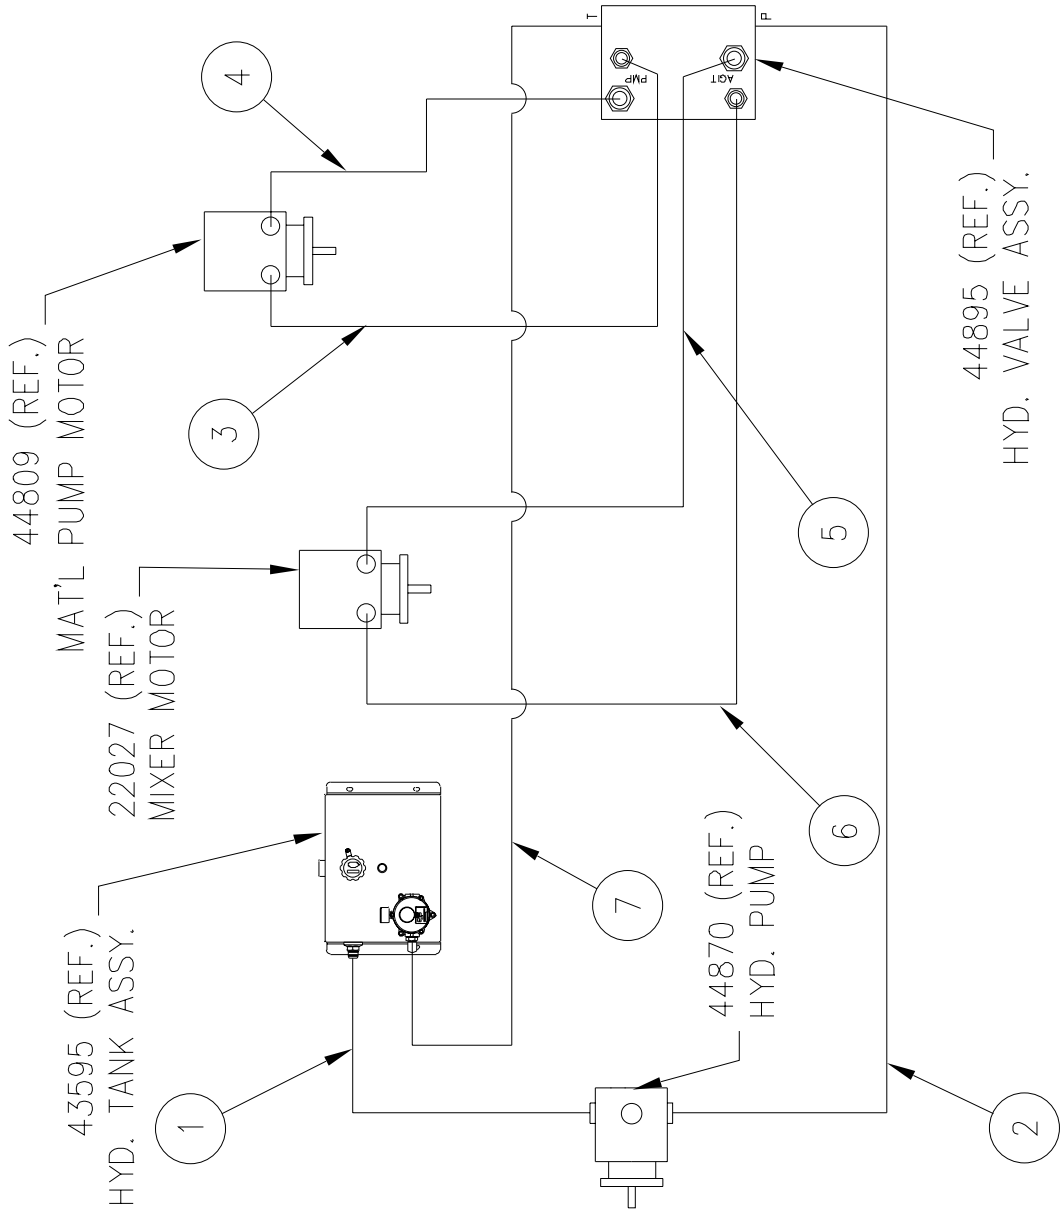 44809 (REF.)
MAT'L PUMP MOTOR
22027 (REF.)
MIXER MOTOR
43595 (REF.)
HYD. TANK ASSY.
44870 (REF.)
HYD. PUMP
44895 (REF.)
HYD. VALVE ASSY.
T
P
PMP
AGIT
1
2
3
4
5
6
7